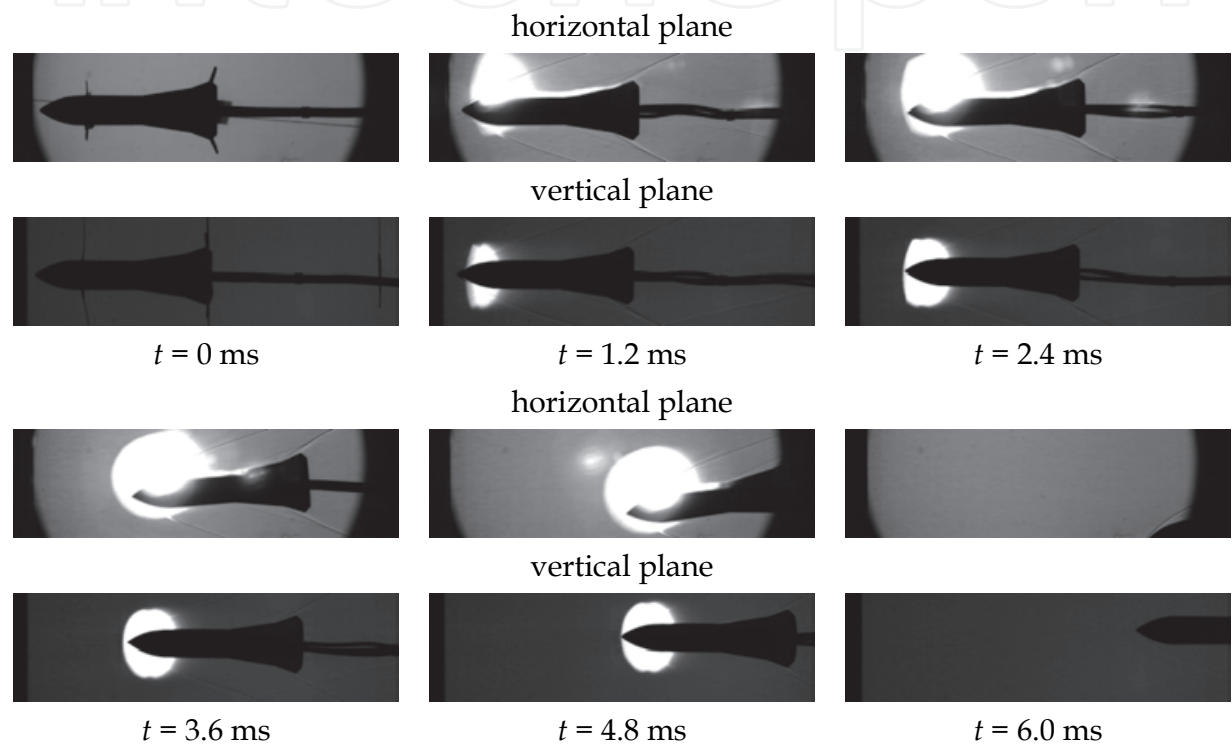 horizontal plane
vertical plane
t = 0 ms t = 1.2 ms t = 2.4 ms
horizontal plane
vertical plane
t = 3.6 ms t = 4.8 ms t = 6.0 ms